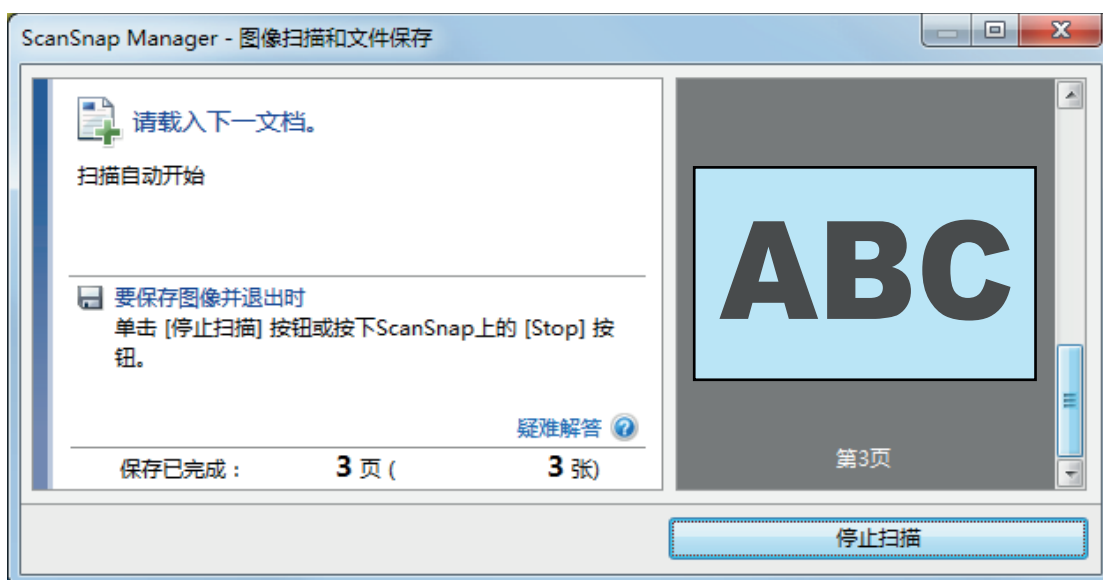 ScanSnap Manager - 图像扫描和文件保存
请载入下一文档。
扫描自动开始
要保存图像并退出时
单击 [停止扫描] 按钮或按下ScanSnap上的 [Stop] 按
钮。
疑难解答
保存已完成： 3 页 ( 3 张)
ABC
第3页
停止扫描